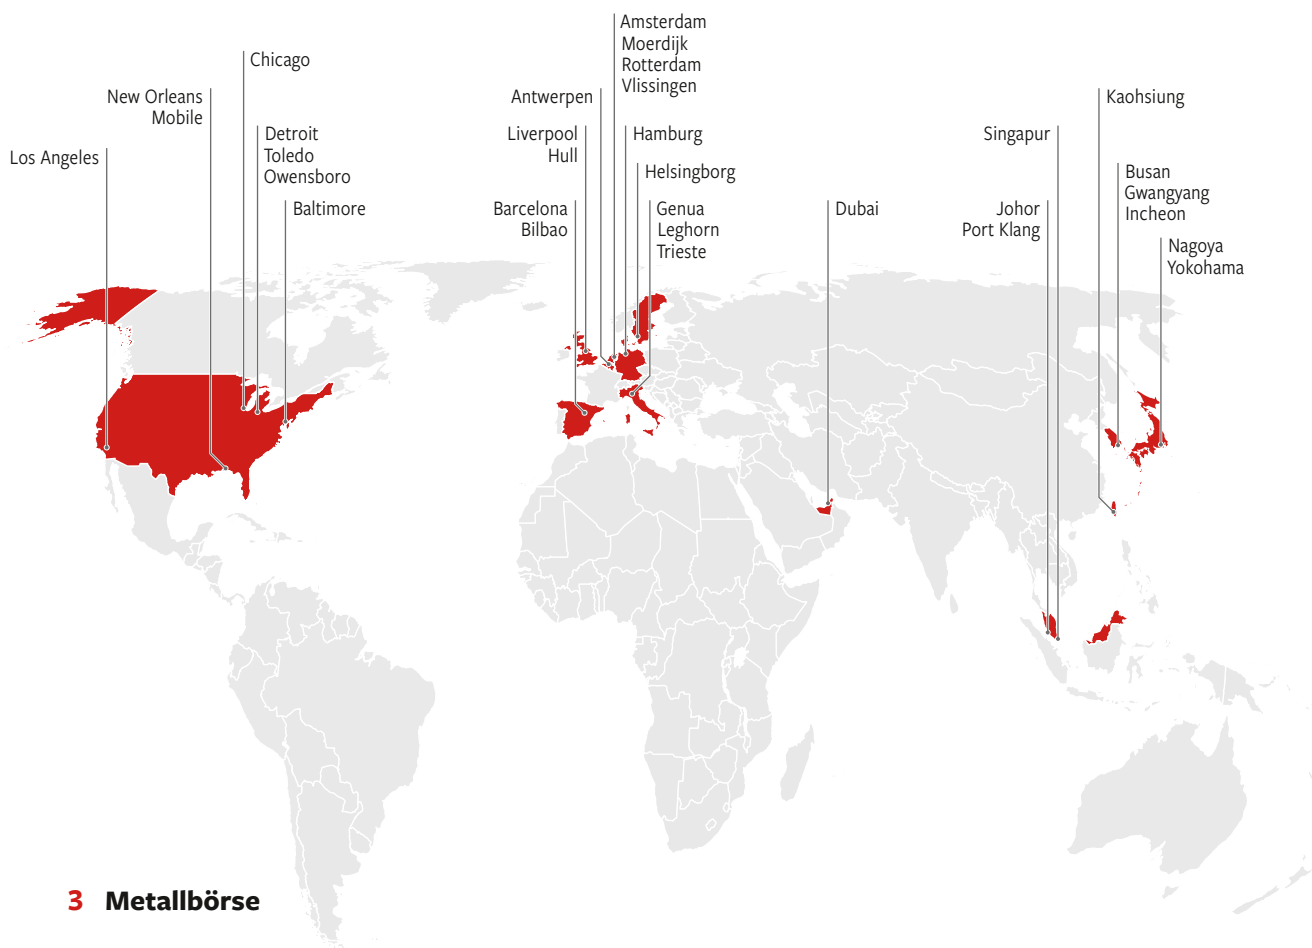 Los Angeles
New Orleans
Mobile
Chicago
Detroit
Toledo
Owensboro
Baltimore
Amsterdam
Moerdijk
Rotterdam
Vlissingen
Antwerpen
Liverpool
Hull
Hamburg
Helsingborg
Barcelona
Bilbao
Genua
Leghorn
Trieste
Dubai
Kaohsiung
Singapur
Johor
Port Klang
Busan
Gwangyang
Incheon
Nagoya
Yokohama
3 Metallbörse